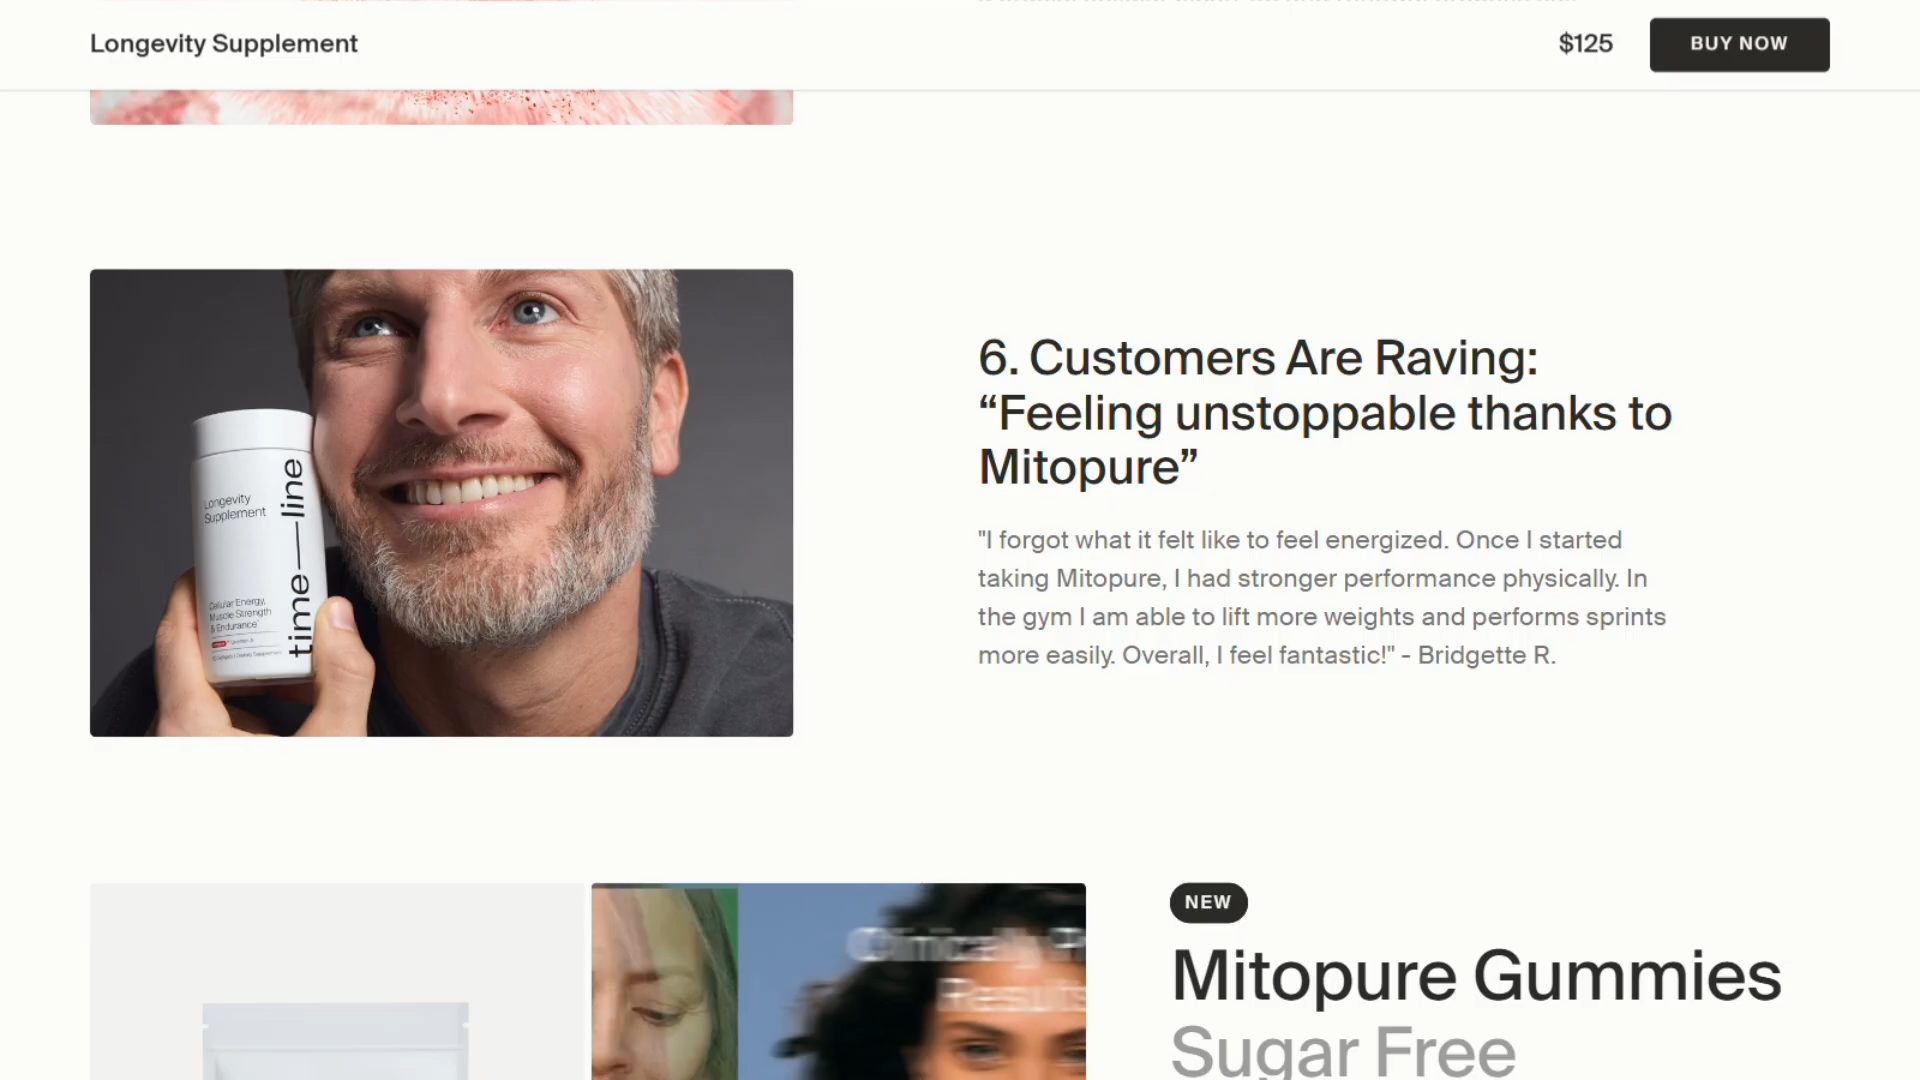 Longevity Supplement
$125
BUY NOW
Longevity
Supplement
time—line
Cellular Energy,
Muscle Strength
& Endurance
6. Customers Are Raving:
“Feeling unstoppable thanks to
Mitopure”
"I forgot what it felt like to feel energized. Once I started
taking Mitopure, I had stronger performance physically. In
the gym I am able to lift more weights and performs sprints
more easily. Overall, I feel fantastic!" - Bridgette R.
Clinically
Results
NEW
Mitopure Gummies
Sugar Free